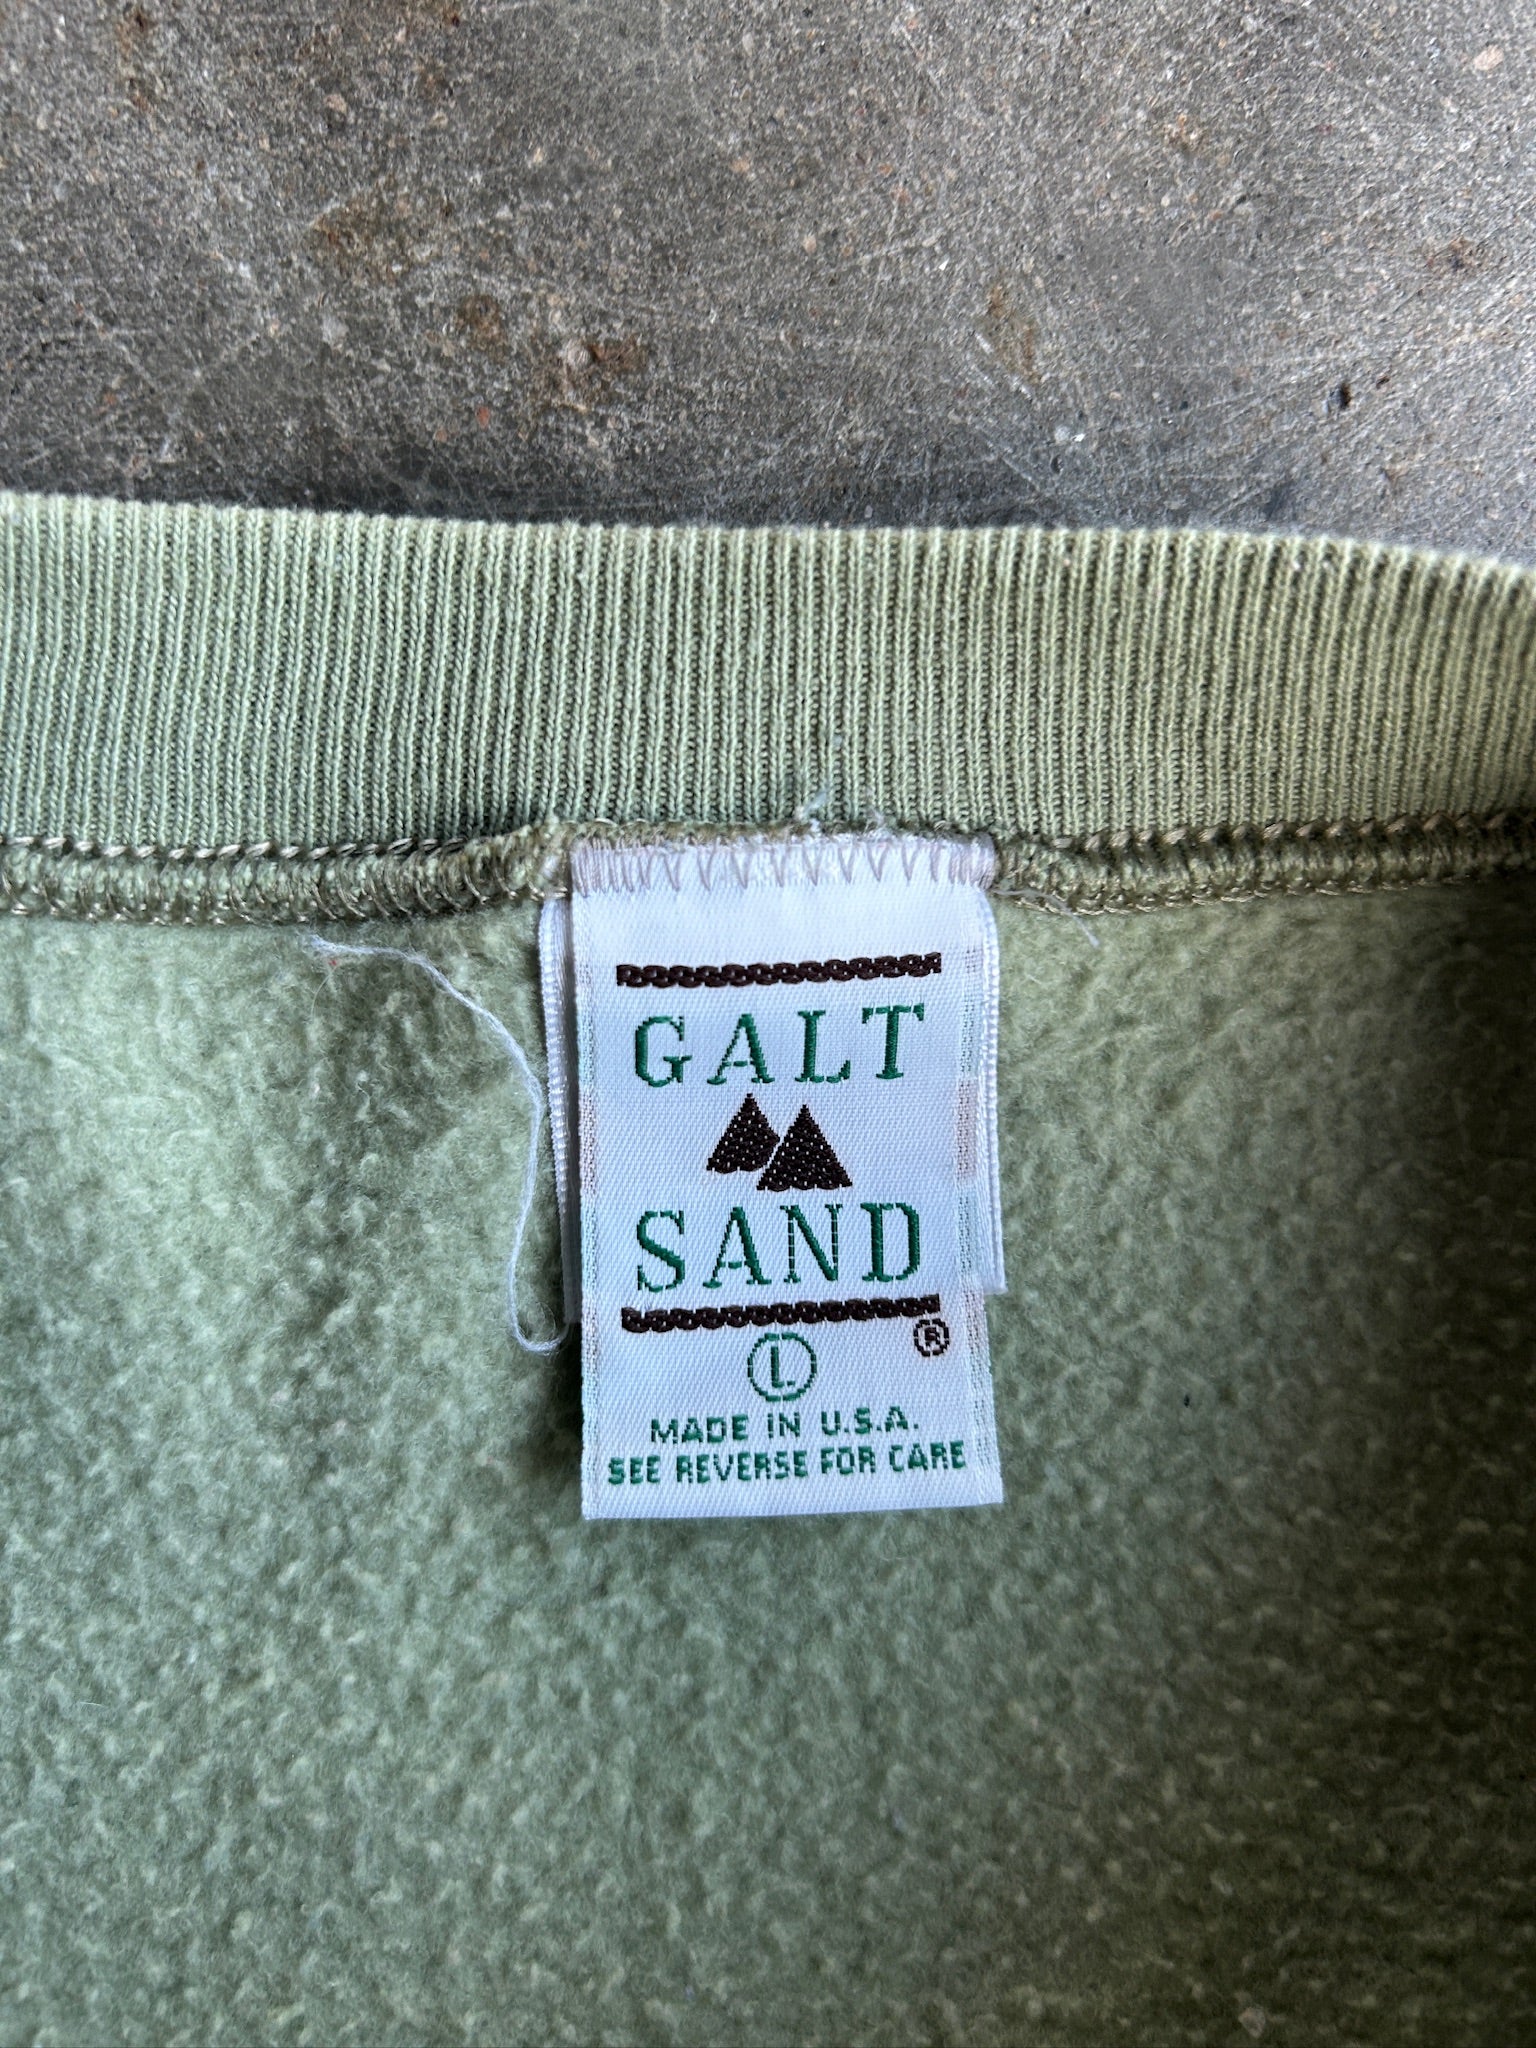 GALT
SAND
®
L
MADE IN U.S.A.
SEE REVERSE FOR CARE